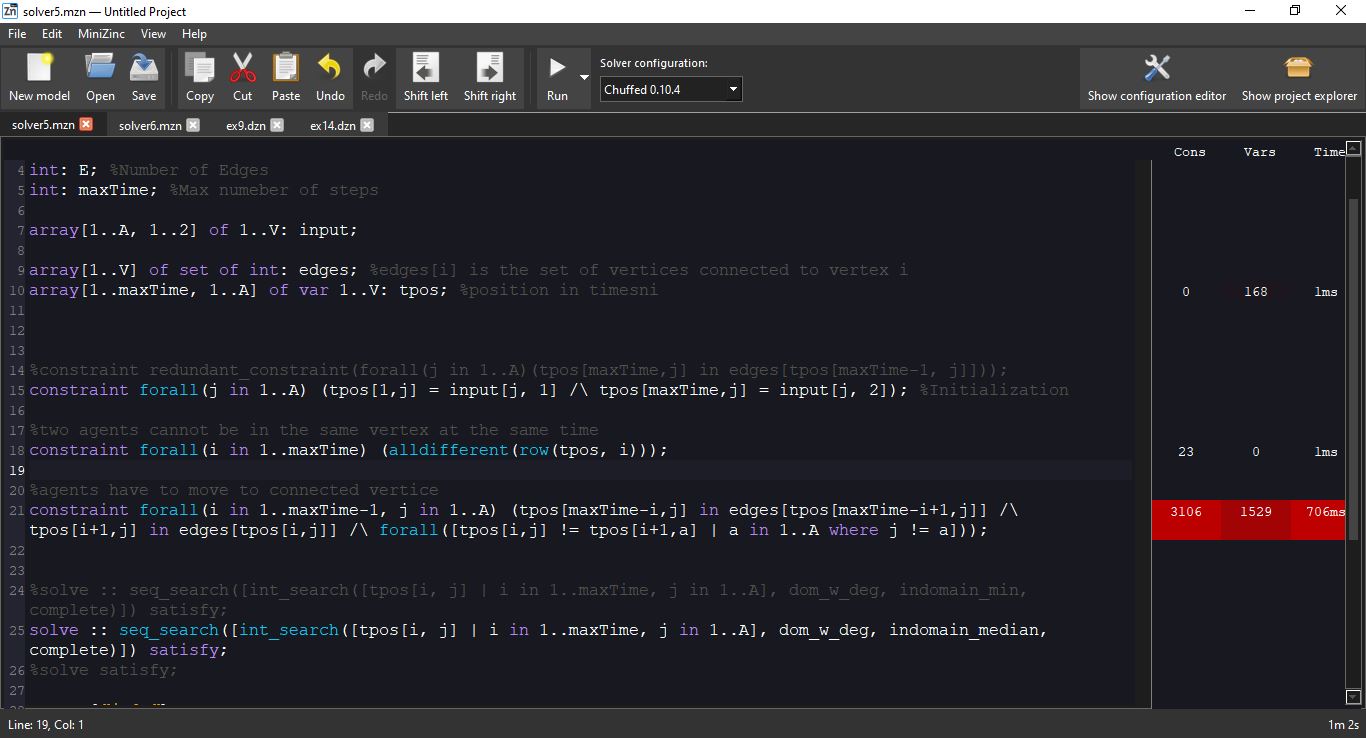 solver5.mzn — Untitled Project
File Edit MiniZinc View Help
New model Open Save Copy Cut Paste Undo Redo Shift left Shift right Run Solver configuration: Show configuration editor Show project explorer
Chuffed 0.10.4
solver5.mzn solver6.mzn ex9.dzn ex14.dzn
Cons Vars Time
4 int: E; %Number of Edges
5 int: maxTime; %Max numeber of steps
6
7 array[1..A, 1..2] of 1..V: input;
8
9 array[1..V] of set of int: edges; %edges[i] is the set of vertices connected to vertex i
10 array[1..maxTime, 1..A] of var 1..V: tpos; %position in timesni 0 168 1ms
11
12
13
14 %constraint redundant_constraint(forall(j in 1..A)(tpos[maxTime,j] in edges[tpos[maxTime-1, j]]));
15 constraint forall(j in 1..A) (tpos[1,j] = input[j, 1] /\ tpos[maxTime,j] = input[j, 2]); %Initialization
16
17 %two agents cannot be in the same vertex at the same time
18 constraint forall(i in 1..maxTime) (alldifferent(row(tpos, i))); 23 0 1ms
19
20 %agents have to move to connected vertice
21 constraint forall(i in 1..maxTime-1, j in 1..A) (tpos[maxTime-i,j] in edges[tpos[maxTime-i+1,j]] /\ 3106 1529 706ms
tpos[i+1,j] in edges[tpos[i,j]] /\ forall([tpos[i,j] != tpos[i+1,a] | a in 1..A where j != a]));
22
23
24 %solve :: seq_search([int_search([tpos[i, j] | i in 1..maxTime, j in 1..A], dom_w_deg, indomain_min,
complete)]) satisfy;
25 solve :: seq_search([int_search([tpos[i, j] | i in 1..maxTime, j in 1..A], dom_w_deg, indomain_median,
complete)]) satisfy;
26 %solve satisfy;
27
Line: 19, Col: 1 1m 2s